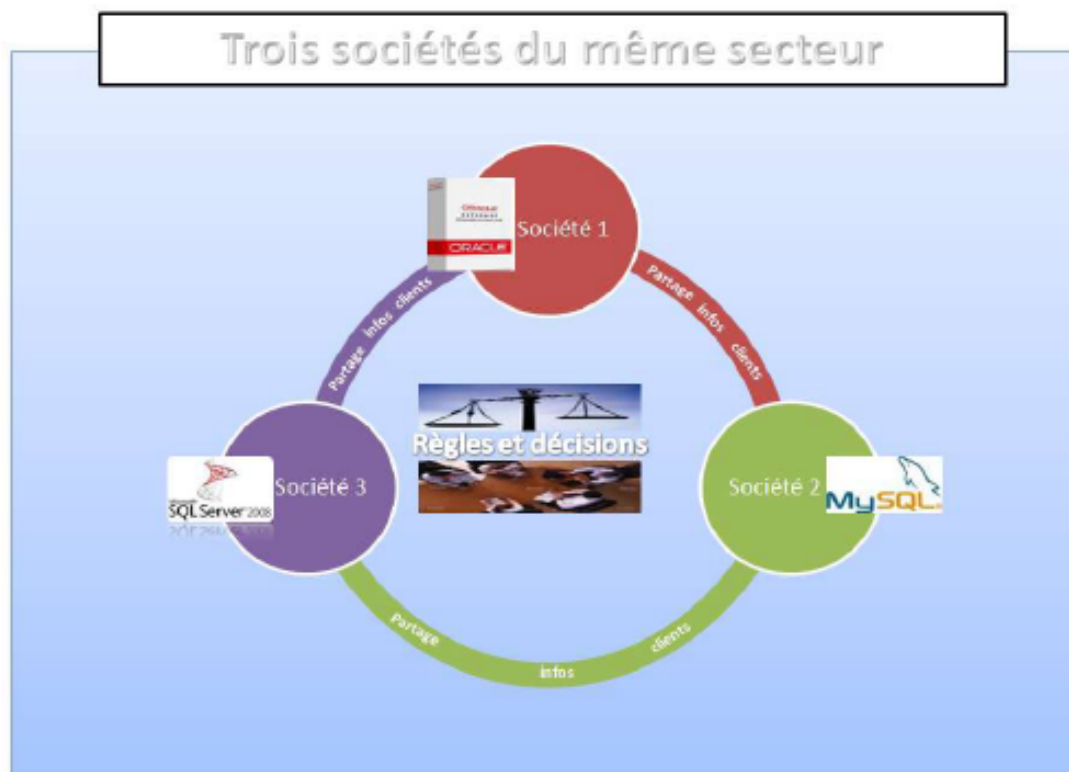 Trois sociétés du même secteur
ORACLE
Société 1
Partage infos clients
Partage infos clients
Règles et décisions
Société 3
SQL Server 2008
Société 2
MySQL
Partage infos clients